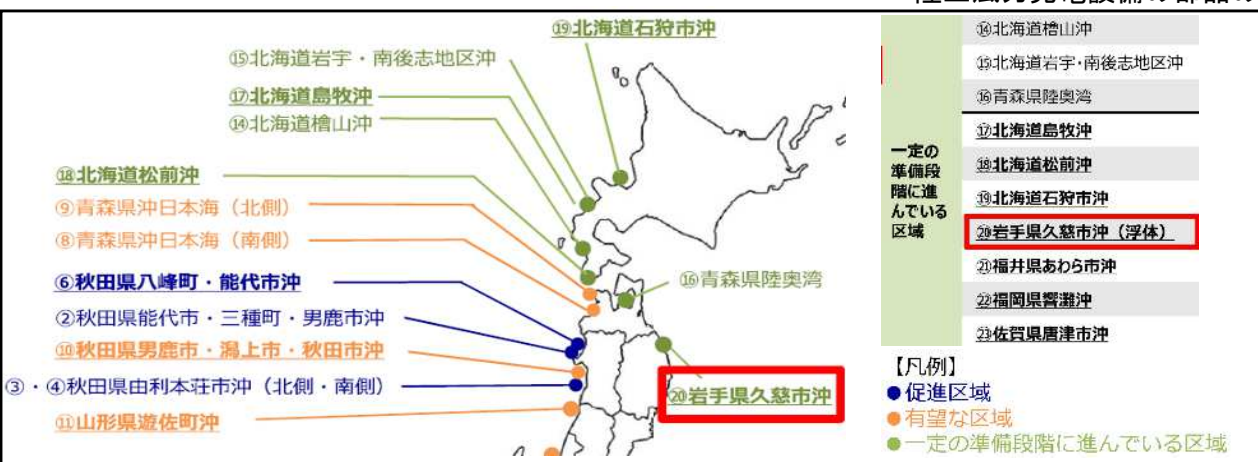 ⑲北海道石狩市沖
⑮北海道岩宇・南後志地区沖
⑰北海道島牧沖
⑭北海道檜山沖
⑱北海道松前沖
⑨青森県沖日本海（北側）
⑧青森県沖日本海（南側）
⑯青森県陸奥湾
⑥秋田県八峰町・能代市沖
②秋田県能代市・三種町・男鹿市沖
⑩秋田県男鹿市・潟上市・秋田市沖
③・④秋田県由利本荘市沖（北側・南側）
⑳岩手県久慈市沖
⑪山形県遊佐町沖
一定の
準備段
階に進
んでいる
区域
⑭北海道檜山沖
⑮北海道岩宇・南後志地区沖
⑯青森県陸奥湾
⑰北海道島牧沖
⑱北海道松前沖
⑲北海道石狩市沖
⑳岩手県久慈市沖（浮体）
㉑福井県あわら市沖
㉒福岡県響灘沖
㉓佐賀県唐津市沖
【凡例】
●促進区域
●有望な区域
●一定の準備段階に進んでいる区域